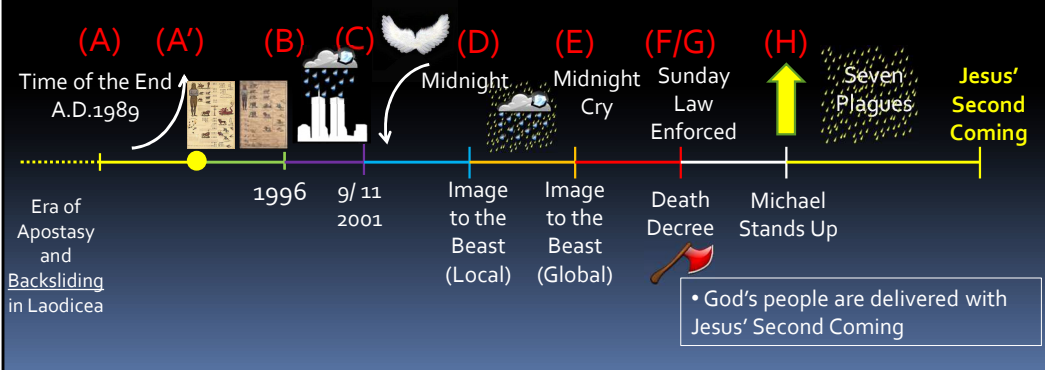 (A)
(A’)
(B)
(C)
(D)
(E)
(F/G)
(H)
Time of the End
A.D.1989
Midnight
Midnight
Cry
Sunday
Law
Enforced
Seven
Plagues
Jesus’
Second
Coming
Era of
Apostasy
and
Backsliding
in Laodicea
1996
9/ 11
2001
Image
to the
Beast
(Local)
Image
to the
Beast
(Global)
Death
Decree
Michael
Stands Up
• God’s people are delivered with
Jesus’ Second Coming